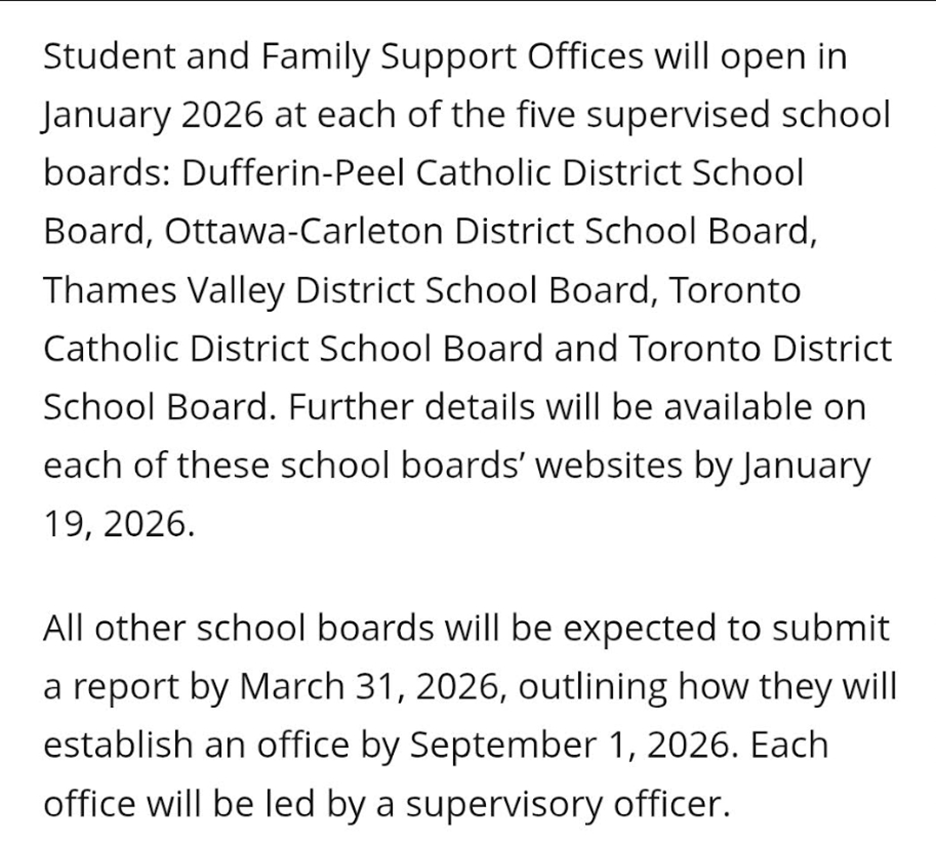 Student and Family Support Offices will open in
January 2026 at each of the five supervised school
boards: Dufferin-Peel Catholic District School
Board, Ottawa-Carleton District School Board,
Thames Valley District School Board, Toronto
Catholic District School Board and Toronto District
School Board. Further details will be available on
each of these school boards’ websites by January
19, 2026.
All other school boards will be expected to submit
a report by March 31, 2026, outlining how they will
establish an office by September 1, 2026. Each
office will be led by a supervisory officer.